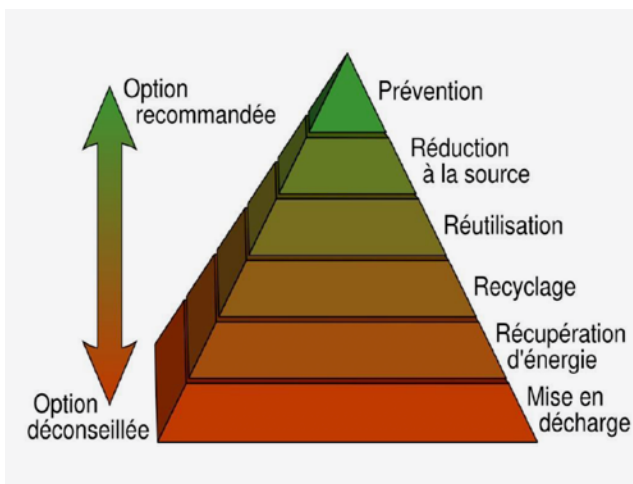 Option
recommandée
Prévention
Réduction
à la source
Réutilisation
Recyclage
Récupération
d'énergie
Option
déconseillée
Mise en
décharge